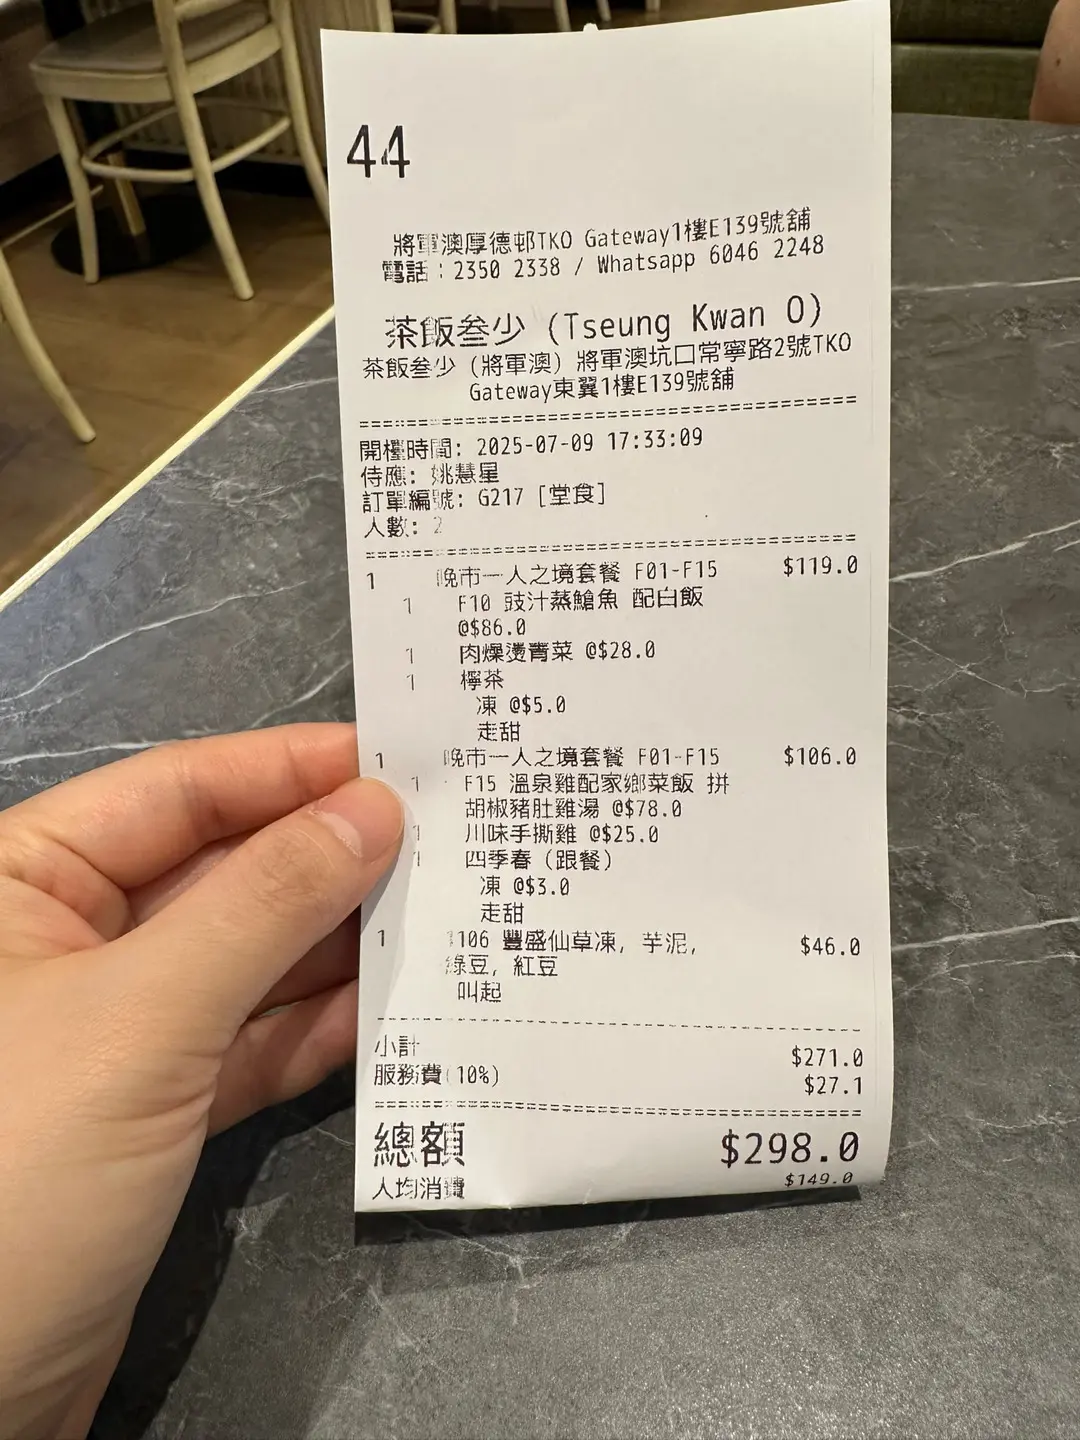 44
將軍澳厚德邨TKO Gateway1樓E139號舖
電話：2350 2338 / Whatsapp 6046 2248
茶飯叁少 (Tseung Kwan O)
茶飯叁少（將軍澳）將軍澳坑口常寧路2號TKO
Gateway東翼1樓E139號舖
開檯時間: 2025-07-09 17:33:09
侍應: 姚慧星
訂單編號: G217 [堂食]
人數: 2
1 晚市一人之境套餐 F01-F15 $119.0
1 F10 豉汁蒸鯧魚 配白飯
@$86.0
1 肉燥燙青菜 @$28.0
1 檸茶
凍 @$5.0
走甜
1 晚市一人之境套餐 F01-F15 $106.0
1 F15 溫泉雞配家鄉菜飯 拼
胡椒豬肚雞湯 @$78.0
1 川味手撕雞 @$25.0
1 四季春（跟餐）
凍 @$3.0
走甜
1 1106 豐盛仙草凍, 芋泥, $46.0
綠豆, 紅豆
叫起
小計 $271.0
服務費(10%) $27.1
總額 $298.0
人均消費 $149.0